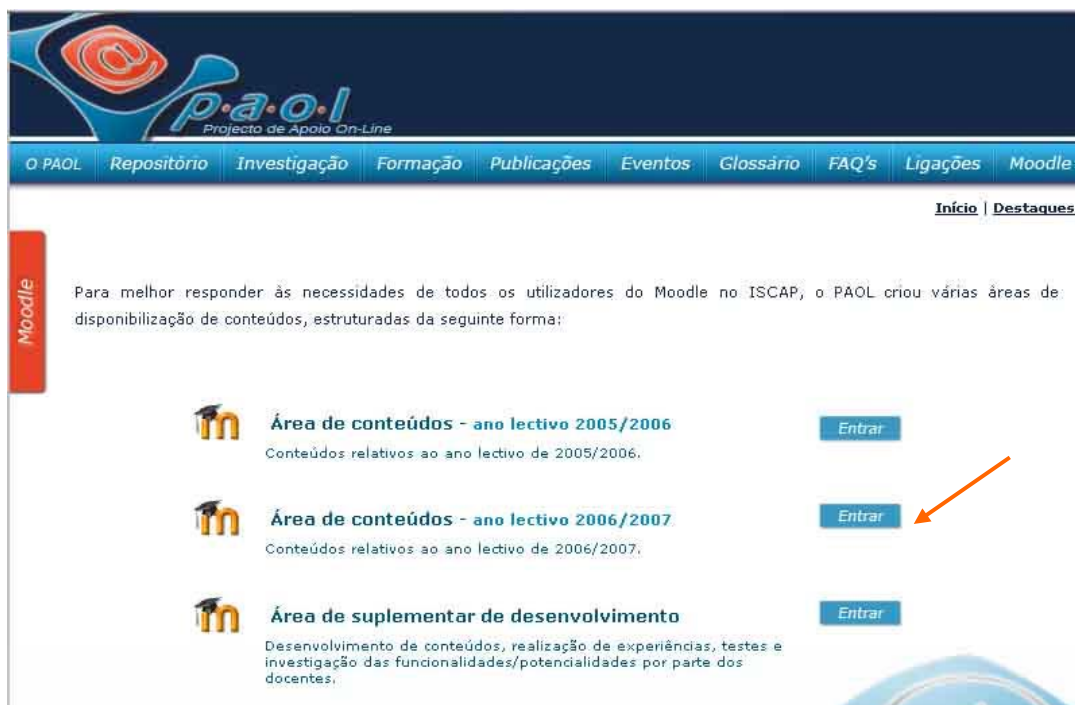 @
p.a.o.l
Projecto de Apoio On-Line
O PAOL Repositório Investigação Formação Publicações Eventos Glossário FAQ's Ligações Moodle
Início | Destaques
Moodle
Para melhor responder às necessidades de todos os utilizadores do Moodle no ISCAP, o PAOL criou várias áreas de
disponibilização de conteúdos, estruturadas da seguinte forma:
m Área de conteúdos - ano lectivo 2005/2006 Entrar
Conteúdos relativos ao ano lectivo de 2005/2006.
m Área de conteúdos - ano lectivo 2006/2007 Entrar
Conteúdos relativos ao ano lectivo de 2006/2007.
m Área de suplementar de desenvolvimento Entrar
Desenvolvimento de conteúdos, realização de experiências, testes e
investigação das funcionalidades/potencialidades por parte dos
docentes.